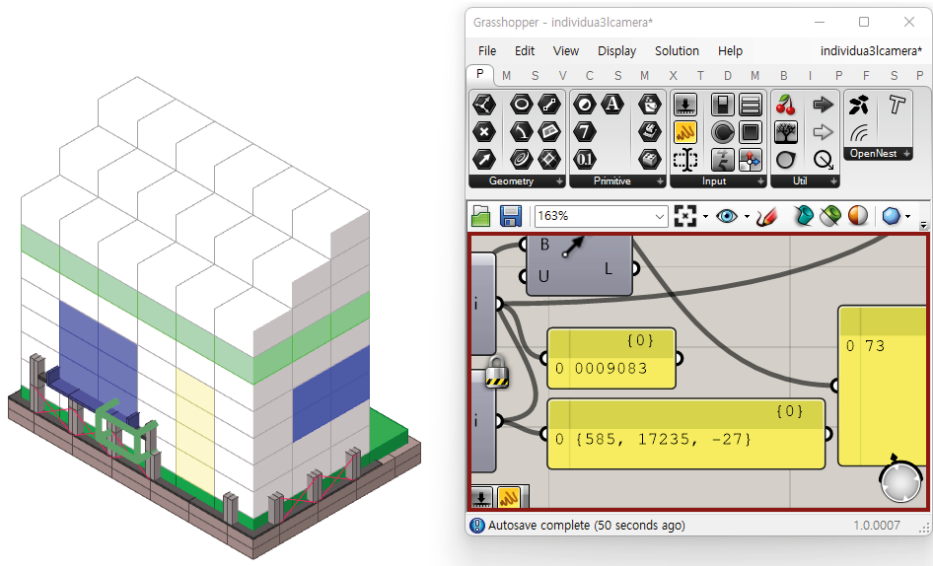 Grasshopper - individua3lcamera*
File Edit View Display Solution Help individua3lcamera*
P M S V C S M X T D M B I P F S P
Geometry + Primitive + Input + Util + OpenNest +
163%
B
U L
i
{0}
0 0009083
0 73
{0}
i
0 {585, 17235, -27}
Autosave complete (50 seconds ago) 1.0.0007